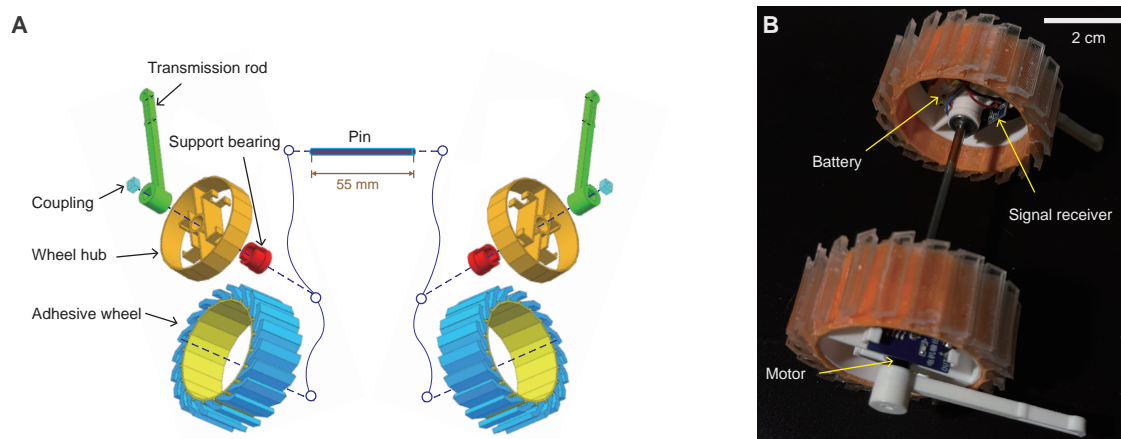 A
Transmission rod
Support bearing
Pin
55 mm
Coupling
Wheel hub
Adhesive wheel
B
2 cm
Battery
Signal receiver
Motor